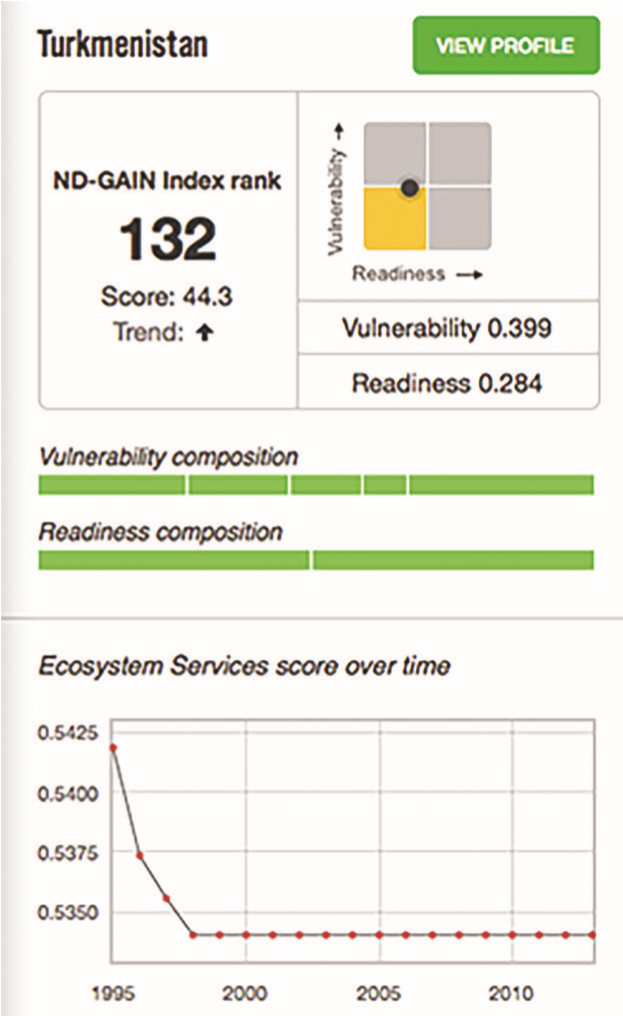 Turkmenistan
VIEW PROFILE
ND-GAIN Index rank
132
Score: 44.3
Trend: ↑
Vulnerability →
Readiness →
Vulnerability 0.399
Readiness 0.284
Vulnerability composition
Readiness composition
Ecosystem Services score over time
0.5425
0.5400
0.5375
0.5350
1995 2000 2005 2010